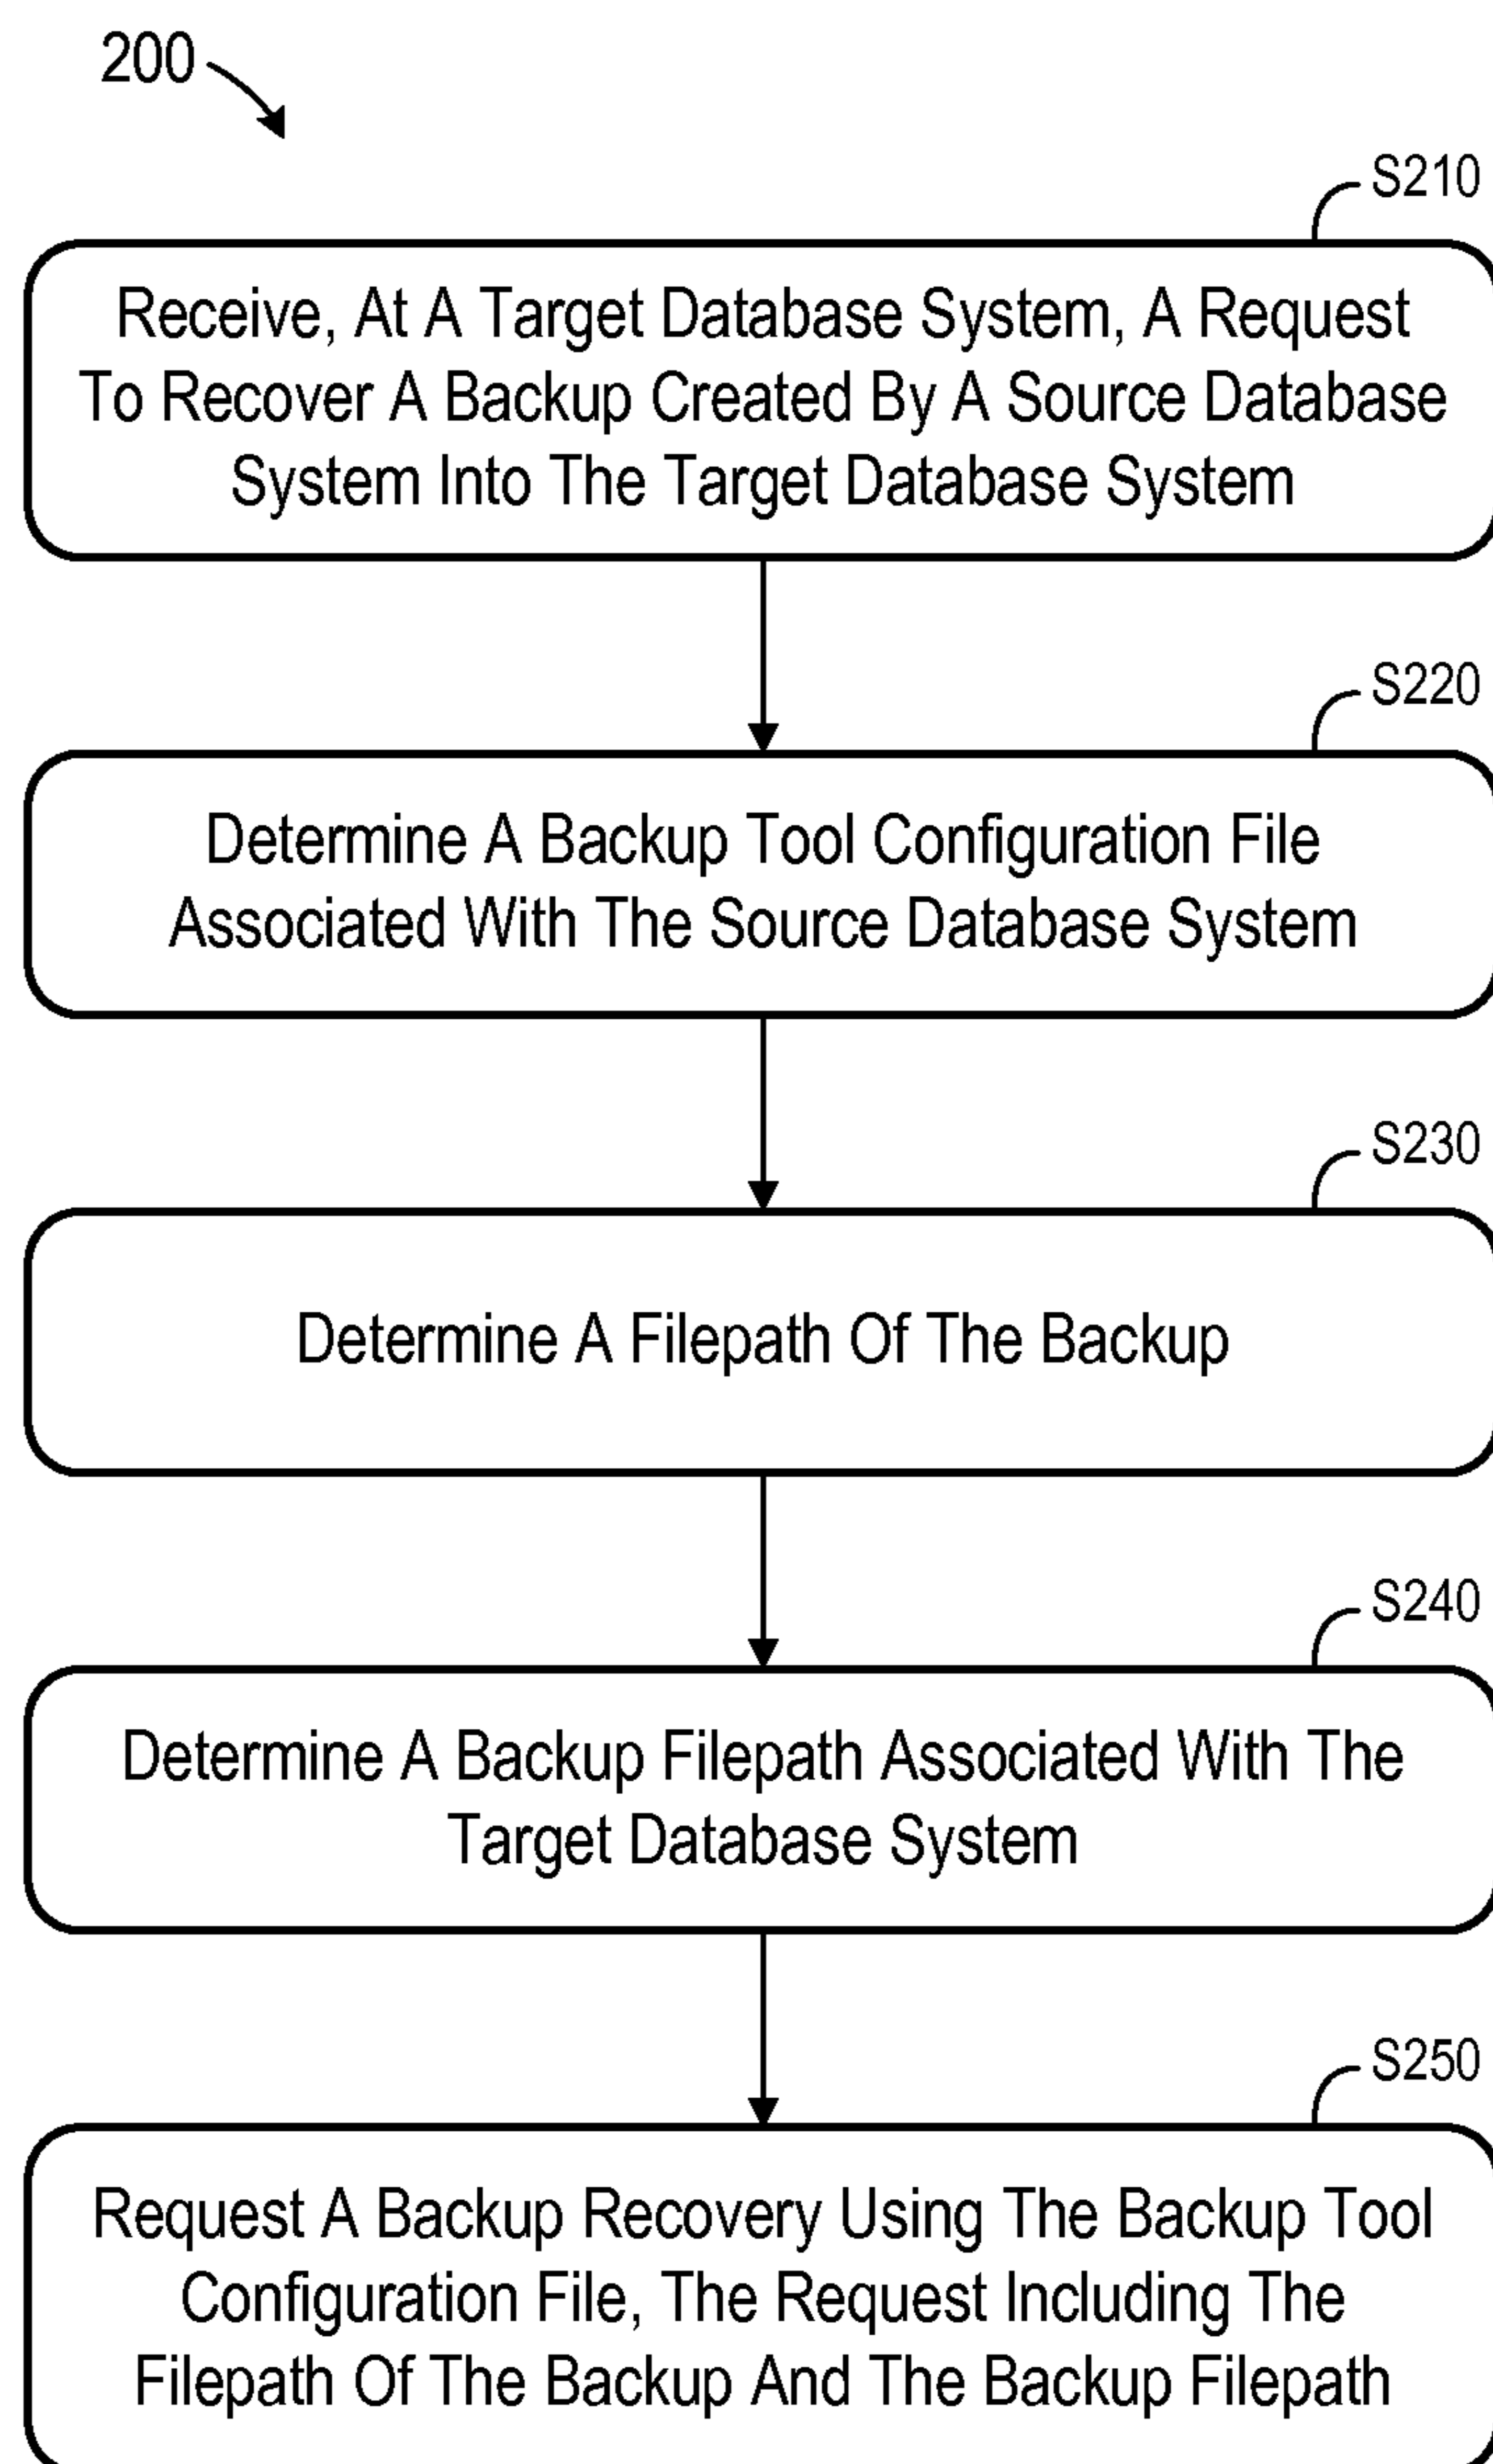 200
S210
Receive, At A Target Database System, A Request
To Recover A Backup Created By A Source Database
System Into The Target Database System
S220
Determine A Backup Tool Configuration File
Associated With The Source Database System
S230
Determine A Filepath Of The Backup
S240
Determine A Backup Filepath Associated With The
Target Database System
S250
Request A Backup Recovery Using The Backup Tool
Configuration File, The Request Including The
Filepath Of The Backup And The Backup Filepath